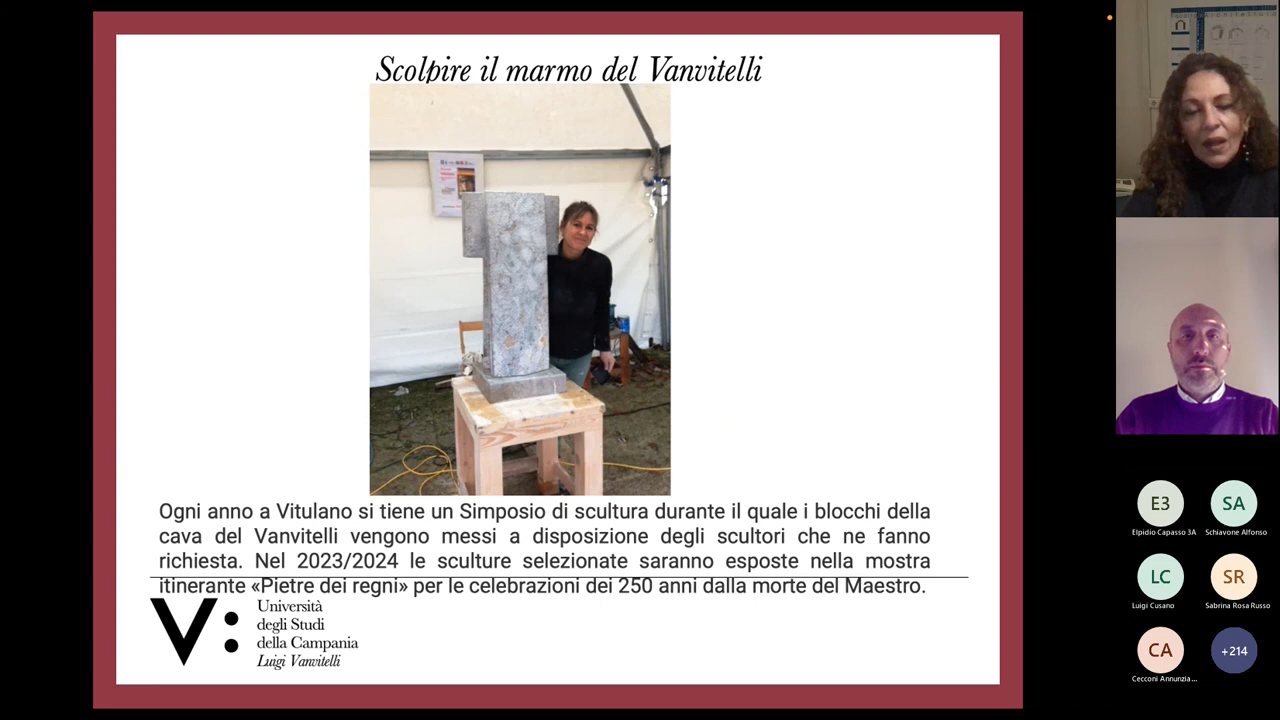 Scolpire il marmo del Vanvitelli
Ogni anno a Vitulano si tiene un Simposio di scultura durante il quale i blocchi della
cava del Vanvitelli vengono messi a disposizione degli scultori che ne fanno
richiesta. Nel 2023/2024 le sculture selezionate saranno esposte nella mostra
itinerante «Pietre dei regni» per le celebrazioni dei 250 anni dalla morte del Maestro.
V:
Università
degli Studi
della Campania
Luigi Vanvitelli
E3
SA
Elpidio Capasso 3A
Schiavone Alfonso
LC
SR
Luigi Cusano
Sabrina Rosa Russo
CA
+214
Cecconi Annunzia...